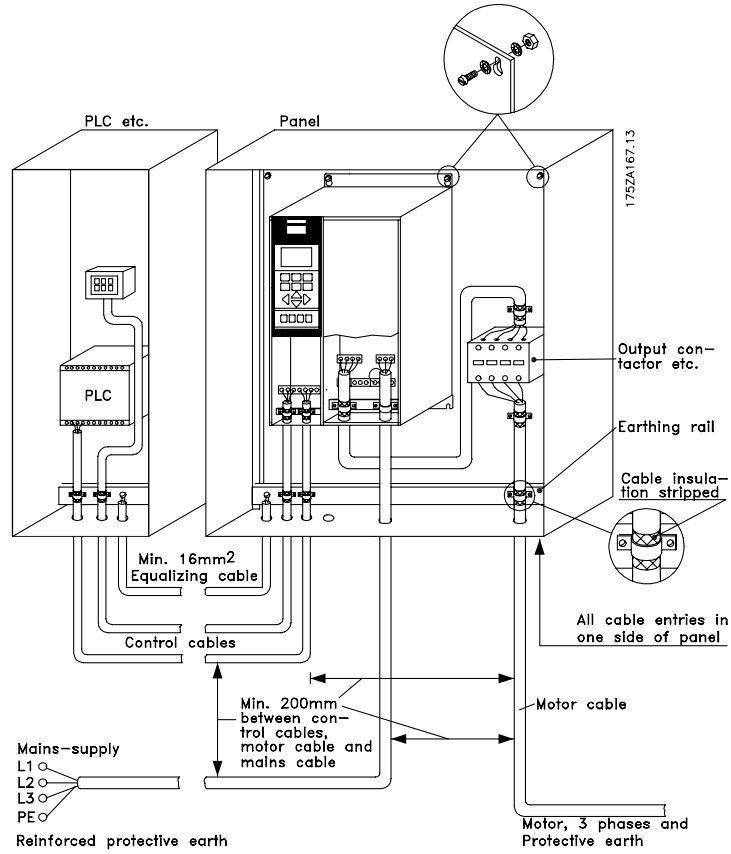 PLC etc.
Panel
175ZA167.13
PLC
Output con-
tactor etc.
Earthing rail
Cable insula-
tion stripped
Min. 16mm2
Equalizing cable
Control cables
All cable entries in
one side of panel
Min. 200mm
between con-
trol cables,
motor cable and
mains cable
Motor cable
Mains-supply
L1
L2
L3
PE
Reinforced protective earth
Motor, 3 phases and
Protective earth